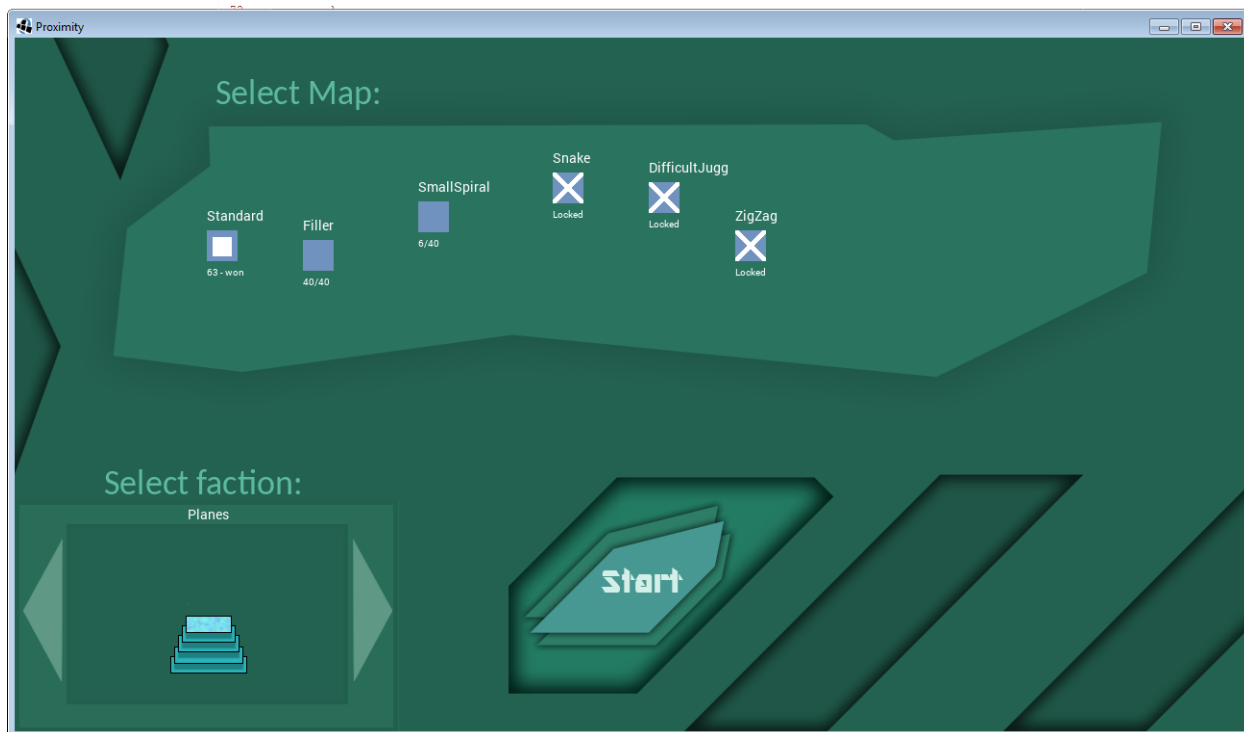 Proximity
Select Map:
Snake
Locked
DifficultJugg
Locked
SmallSpiral
6/40
Standard
63 - won
Filler
40/40
ZigZag
Locked
Select faction:
Planes
Start